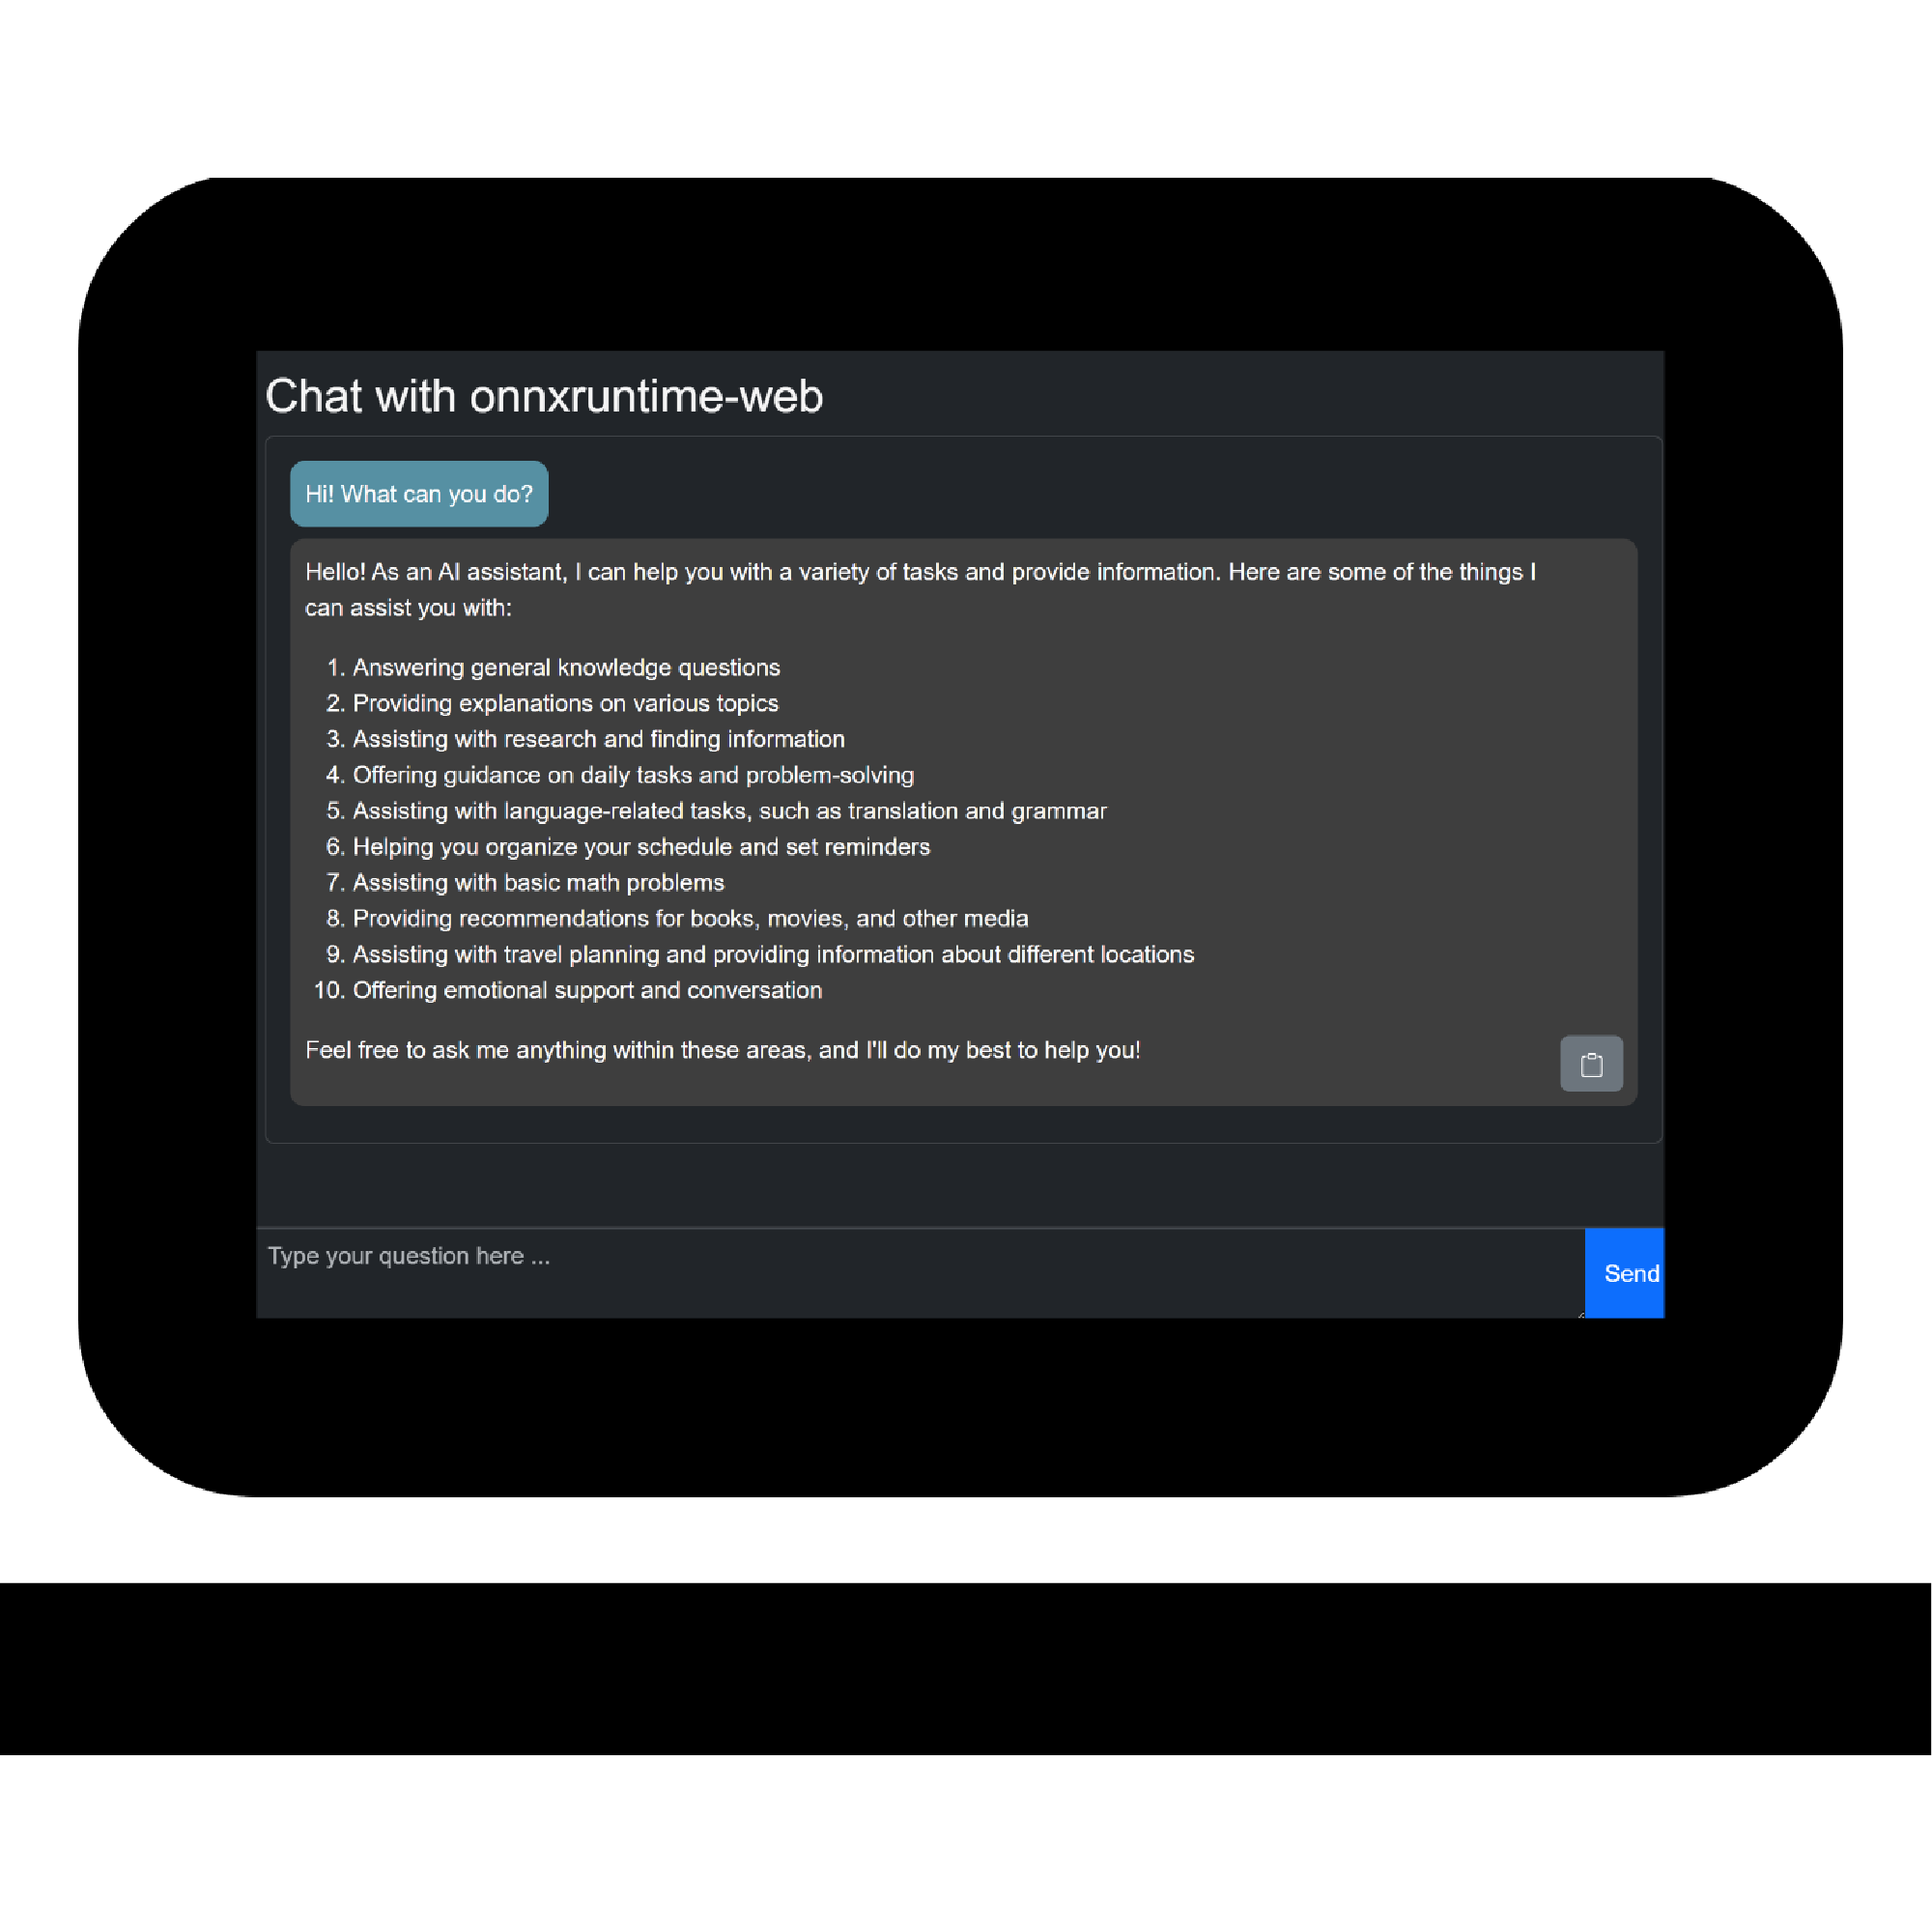 Chat with onnxruntime-web
Hi! What can you do?
Hello! As an AI assistant, I can help you with a variety of tasks and provide information. Here are some of the things I
can assist you with:
1. Answering general knowledge questions
2. Providing explanations on various topics
3. Assisting with research and finding information
4. Offering guidance on daily tasks and problem-solving
5. Assisting with language-related tasks, such as translation and grammar
6. Helping you organize your schedule and set reminders
7. Assisting with basic math problems
8. Providing recommendations for books, movies, and other media
9. Assisting with travel planning and providing information about different locations
10. Offering emotional support and conversation
Feel free to ask me anything within these areas, and I'll do my best to help you!
Type your question here ...
Send